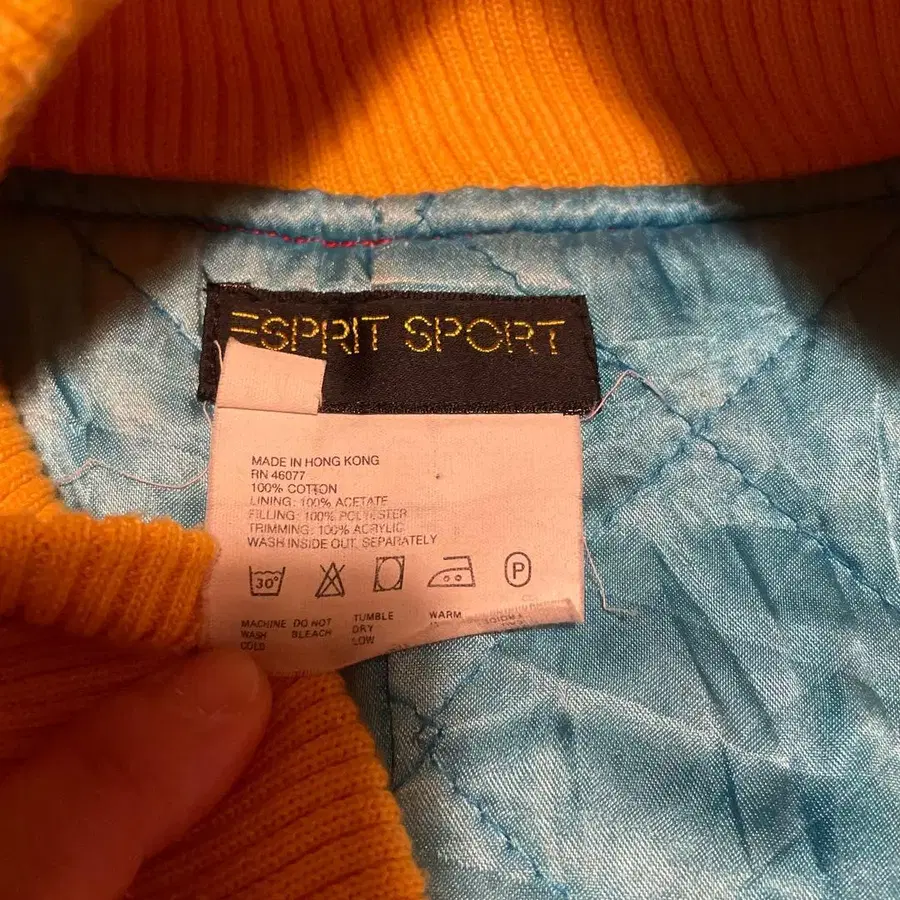 ESPRIT SPORT
MADE IN HONG KONG
RN 46077
100% COTTON
LINING: 100% ACETATE
FILLING: 100% POLYESTER
TRIMMING: 100% ACRYLIC
WASH INSIDE OUT, SEPARATELY
30° P
MACHINE WASH COLD DO NOT BLEACH TUMBLE DRY LOW WARM